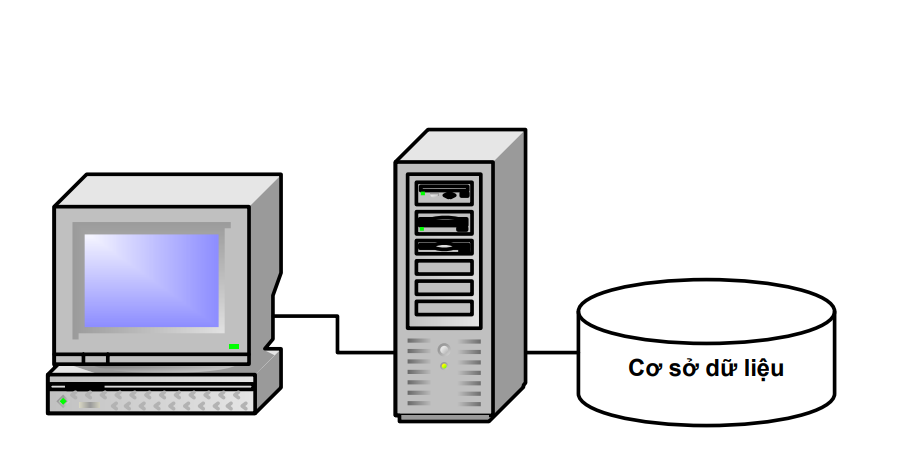 Cơ sở dữ liệu